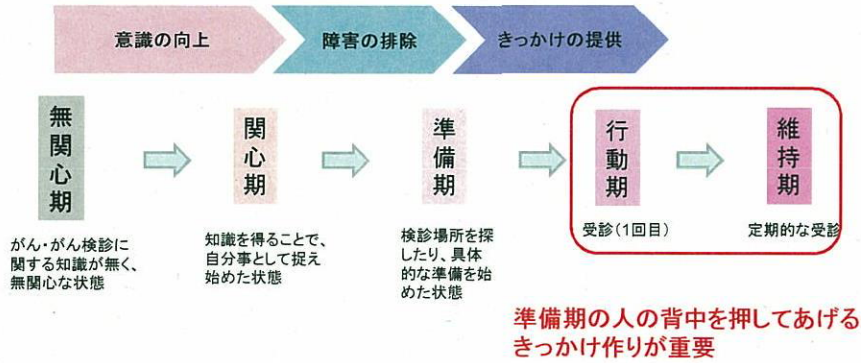 意識の向上
障害の排除
きっかけの提供
無関心期
関心期
準備期
行動期
維持期
がん・がん検診に
関する知識が無く、
無関心な状態
知識を得ることで、
自分事として捉え
始めた状態
検診場所を探
したり、具体
的な準備を始
めた状態
受診(1回目)
定期的な受診
準備期の人の背中を押してあげる
きっかけ作りが重要